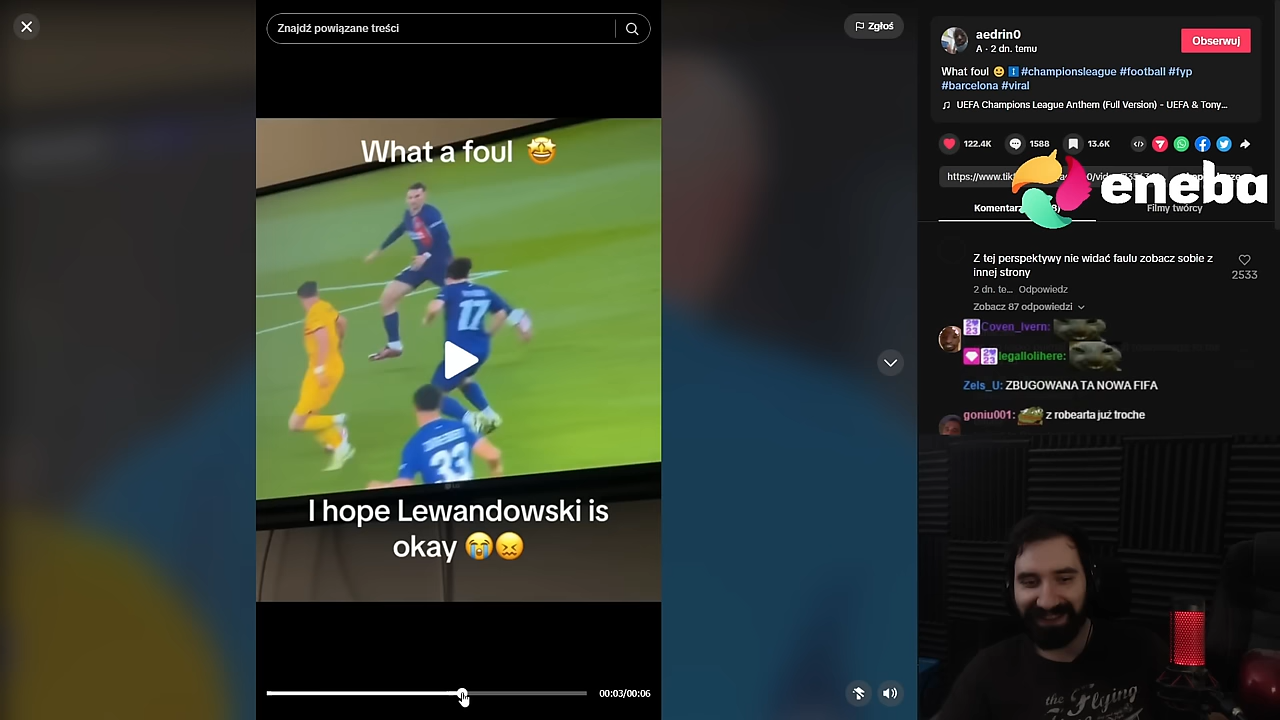 Znajdź powiązane treści
Zgłoś
What a foul 🤩
17
33
I hope Lewandowski is
okay 😭😖
00:03/00:06
aedrin0
A · 2 dn. temu
Obserwuj
What foul 😀 ❗ #championsleague #football #fyp
#barcelona #viral
UEFA Champions League Anthem (Full Version) - UEFA & Tony...
122.4K
1588
13.6K
https://www.tik
eneba
Filmy twórcy
Z tej perspektywy nie widać faulu zobacz sobie z
innej strony
2533
2 dn. te... Odpowiedz
Zobacz 87 odpowiedzi
Coven_Ivern:
legallolihere:
Zels_U: ZBUGOWANA TA NOWA FIFA
goniu001: z robearta już troche
the Flying